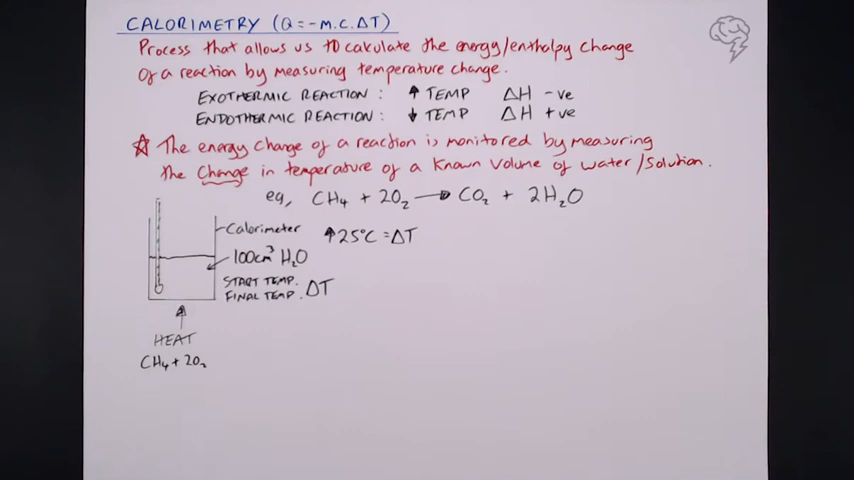 CALORIMETRY (Q = -M.C.ΔT)
Process that allows us to calculate the energy/enthalpy change
of a reaction by measuring temperature change.
EXOTHERMIC REACTION : ↑ TEMP ΔH -ve
ENDOTHERMIC REACTION : ↓ TEMP ΔH +ve
☆ The energy change of a reaction is monitored by measuring
the change in temperature of a known volume of water/solution.
eg, CH₄ + 2O₂ → CO₂ + 2H₂O
Calorimeter ↑25°C = ΔT
100cm³ H₂O
START TEMP.
FINAL TEMP. ΔT
HEAT
CH₄ + 2O₂